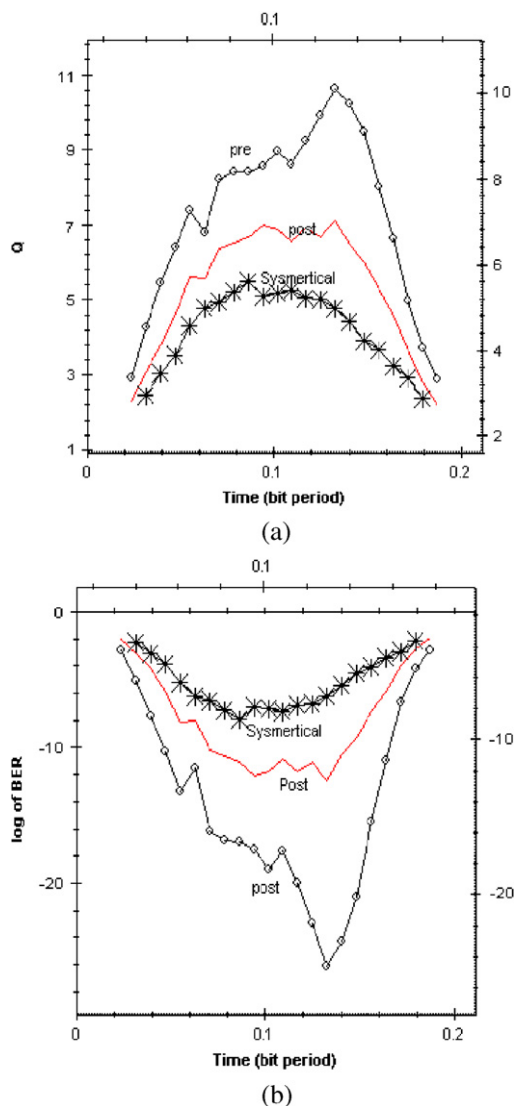 0.1
11
10
9
pre
8
7
post
Q
6
Sysmertical
5
4
3
2
1
0
0.1
0.2
Time (bit period)
(a)
0.1
0
Sysmertical
-10
-10
Post
log of BER
post
-20
-20
0
0.1
0.2
Time (bit period)
(b)